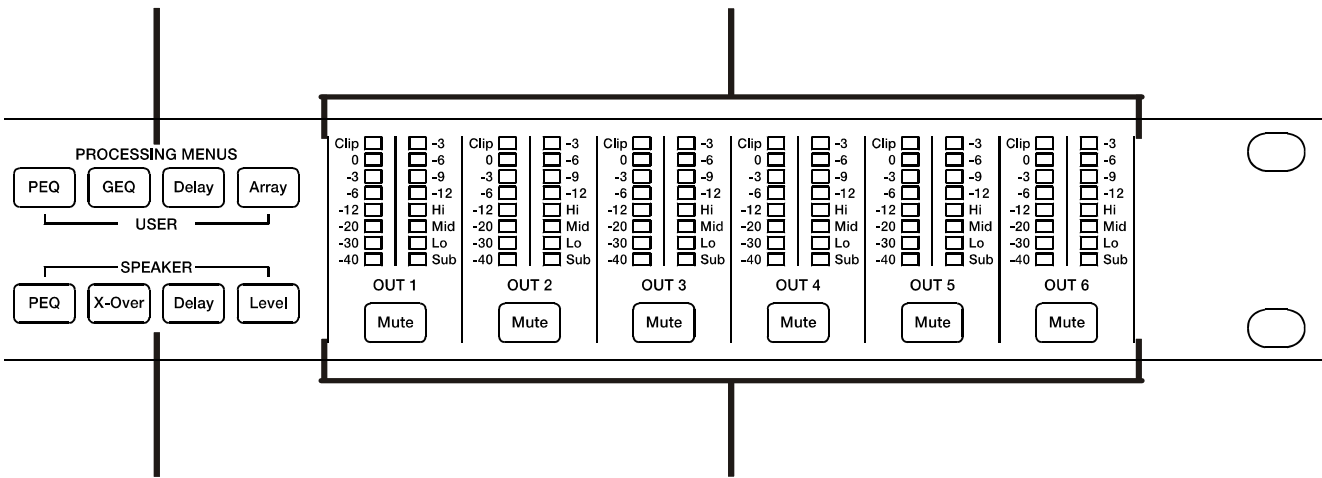 PROCESSING MENUS
PEQ GEQ Delay Array
USER
SPEAKER
PEQ X-Over Delay Level
Clip -3 Clip -3 Clip -3 Clip -3 Clip -3 Clip -3
0 -6 0 -6 0 -6 0 -6 0 -6 0 -6
-3 -9 -3 -9 -3 -9 -3 -9 -3 -9 -3 -9
-6 -12 -6 -12 -6 -12 -6 -12 -6 -12 -6 -12
-12 Hi -12 Hi -12 Hi -12 Hi -12 Hi -12 Hi
-20 Mid -20 Mid -20 Mid -20 Mid -20 Mid -20 Mid
-30 Lo -30 Lo -30 Lo -30 Lo -30 Lo -30 Lo
-40 Sub -40 Sub -40 Sub -40 Sub -40 Sub -40 Sub
OUT 1 OUT 2 OUT 3 OUT 4 OUT 5 OUT 6
Mute Mute Mute Mute Mute Mute